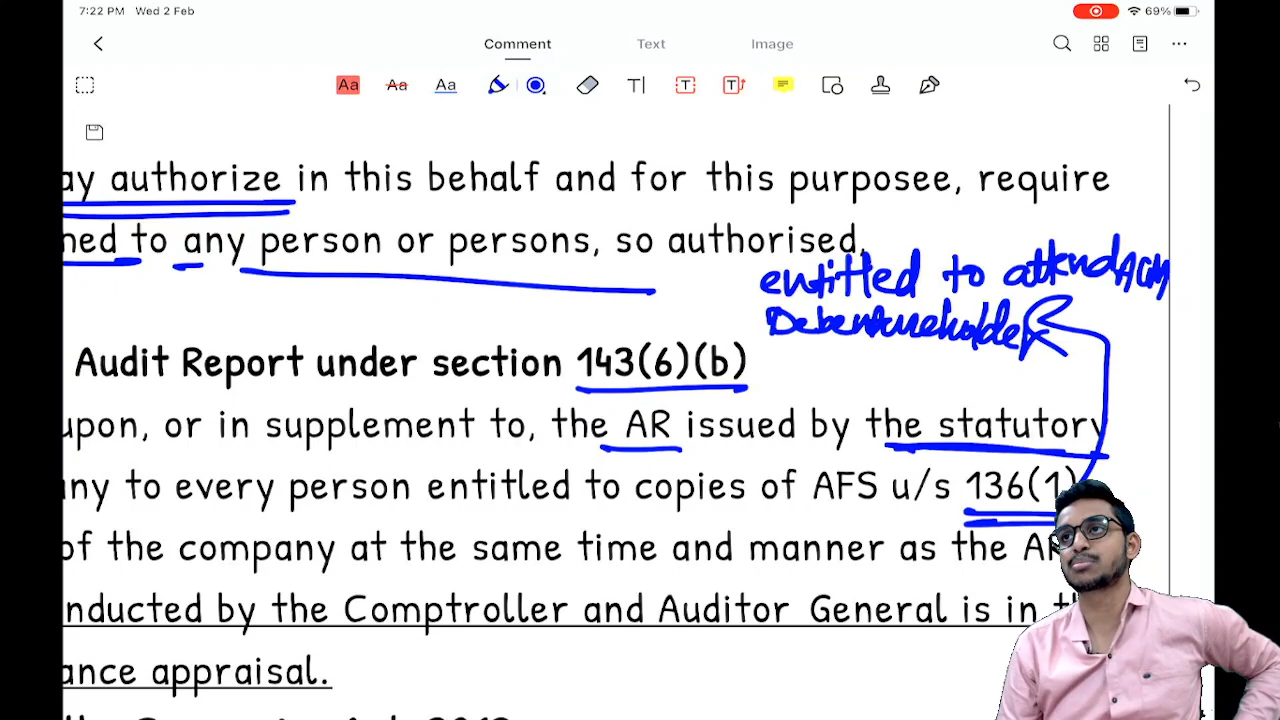 7:22 PM Wed 2 Feb
69%
Comment Text Image
Aa Aa Aa T T T
ay authorize in this behalf and for this purposee, require
ned to any person or persons, so authorised.
entitled to attend AGM
Debentureholder
Audit Report under section 143(6)(b)
upon, or in supplement to, the AR issued by the statutory
any to every person entitled to copies of AFS u/s 136(1)
of the company at the same time and manner as the AR
nducted by the Comptroller and Auditor General is in th
ance appraisal.